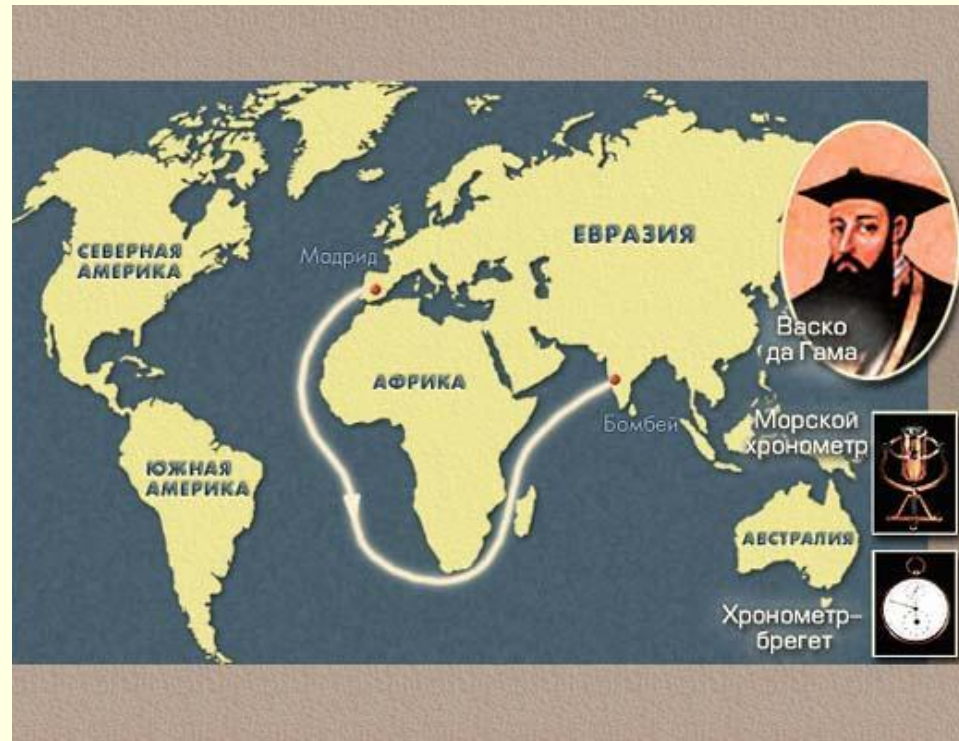 СЕВЕРНАЯ
АМЕРИКА
Мадрид
ЕВРАЗИЯ
Васко
да Гама
АФРИКА
Бомбей
Морской
хронометр
ЮЖНАЯ
АМЕРИКА
АВСТРАЛИЯ
Хронометр–
брегет